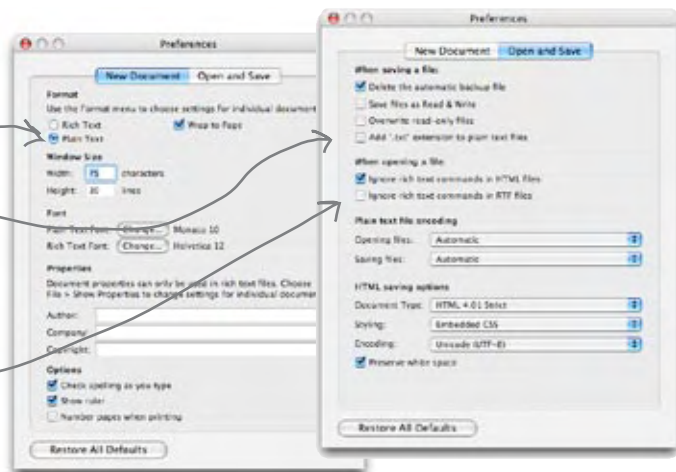 Preferences
New Document Open and Save
Format
Use the Format menu to choose settings for individual document
Rich Text Wrap to Page
Plain Text
Window Size
Width: 75 characters
Height: 30 lines
Font
Plain Text Font: Change... Monaco 10
Rich Text Font: Change... Helvetica 12
Properties
Document properties can only be used in rich text files. Choose
File > Show Properties to change settings for individual documen
Author:
Company:
Copyright:
Options
Check spelling as you type
Show ruler
Number pages when printing
Restore All Defaults
Preferences
New Document Open and Save
When saving a file:
Delete the automatic backup file
Save files as Read & Write
Overwrite read-only files
Add ".txt" extension to plain text files
When opening a file:
Ignore rich text commands in HTML files
Ignore rich text commands in RTF files
Plain text file encoding
Opening files: Automatic
Saving files: Automatic
HTML saving options
Document Type: HTML 4.01 Strict
Styling: Embedded CSS
Encoding: Unicode (UTF-8)
Preserve white space
Restore All Defaults